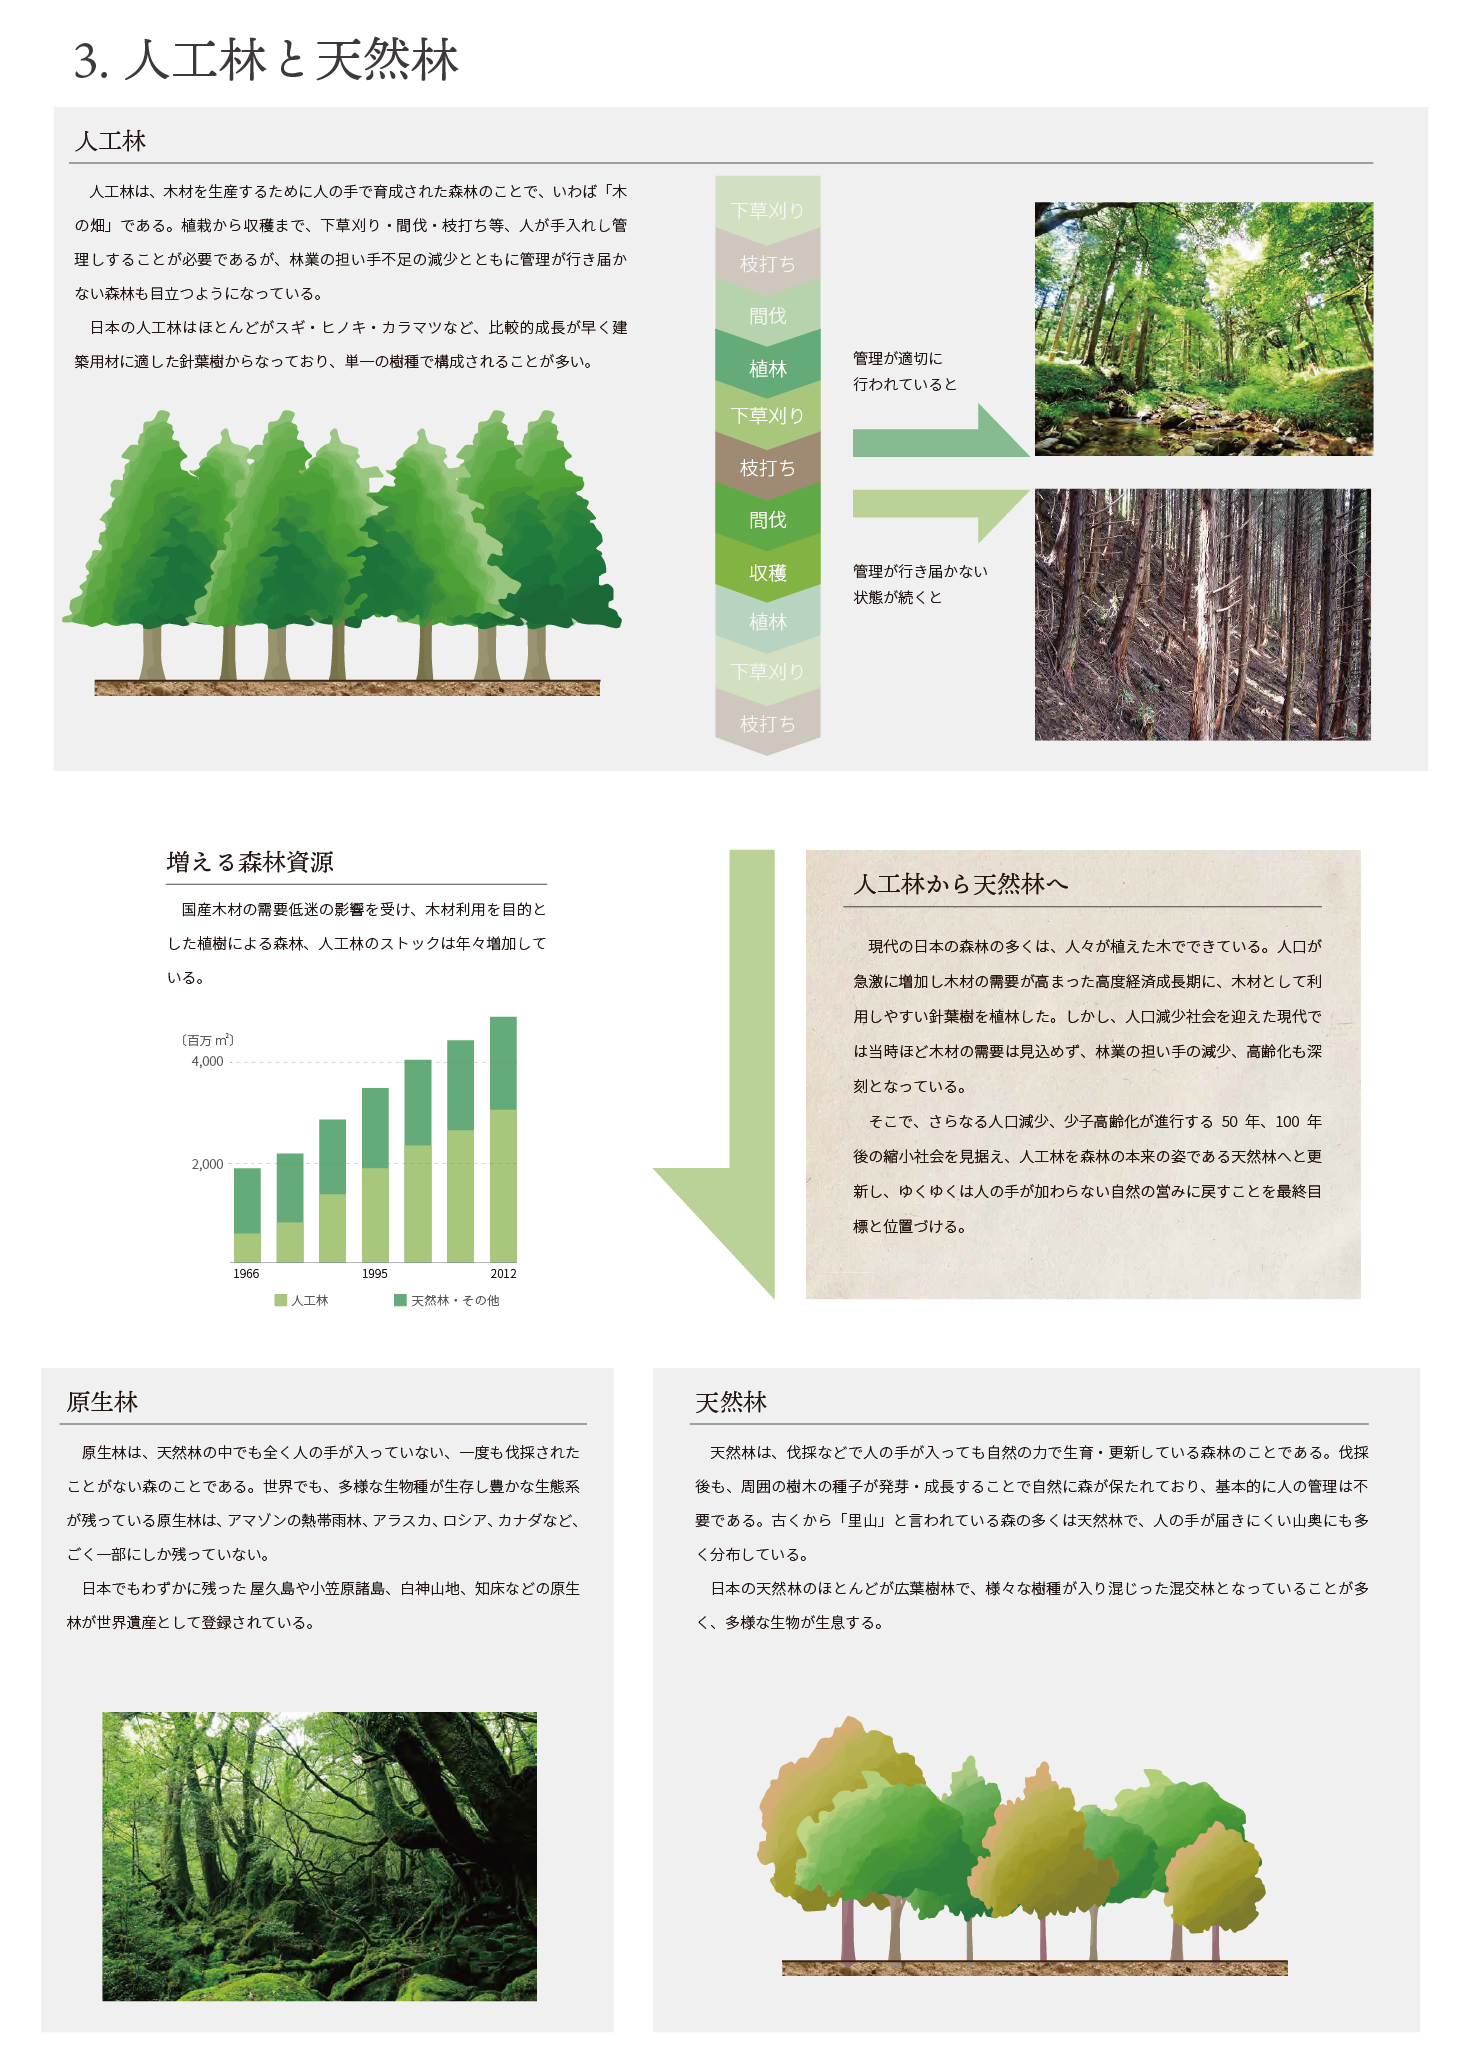 3. 人工林と天然林
人工林
人工林は、木材を生産するために人の手で育成された森林のことで、いわば「木
の畑」である。植栽から収穫まで、下草刈り・間伐・枝打ち等、人が手入れし管
理しすることが必要であるが、林業の担い手不足の減少とともに管理が行き届か
ない森林も目立つようになっている。
日本の人工林はほとんどがスギ・ヒノキ・カラマツなど、比較的成長が早く建
築用材に適した針葉樹からなっており、単一の樹種で構成されることが多い。
下草刈り
枝打ち
間伐
植林
下草刈り
枝打ち
間伐
収穫
植林
下草刈り
枝打ち
管理が適切に
行われていると
管理が行き届かない
状態が続くと
増える森林資源
国産木材の需要低迷の影響を受け、木材利用を目的と
した植樹による森林、人工林のストックは年々増加して
いる。
〔百万 ㎥〕
4,000
2,000
1966
1995
2012
人工林
天然林・その他
人工林から天然林へ
現代の日本の森林の多くは、人々が植えた木でできている。人口が
急激に増加し木材の需要が高まった高度経済成長期に、木材として利
用しやすい針葉樹を植林した。しかし、人口減少社会を迎えた現代で
は当時ほど木材の需要は見込めず、林業の担い手の減少、高齢化も深
刻となっている。
そこで、さらなる人口減少、少子高齢化が進行する 50 年、100 年
後の縮小社会を見据え、人工林を森林の本来の姿である天然林へと更
新し、ゆくゆくは人の手が加わらない自然の営みに戻すことを最終目
標と位置づける。
原生林
原生林は、天然林の中でも全く人の手が入っていない、一度も伐採された
ことがない森のことである。世界でも、多様な生物種が生存し豊かな生態系
が残っている原生林は、アマゾンの熱帯雨林、アラスカ、ロシア、カナダなど、
ごく一部にしか残っていない。
日本でもわずかに残った 屋久島や小笠原諸島、白神山地、知床などの原生
林が世界遺産として登録されている。
天然林
天然林は、伐採などで人の手が入っても自然の力で生育・更新している森林のことである。伐採
後も、周囲の樹木の種子が発芽・成長することで自然に森が保たれており、基本的に人の管理は不
要である。古くから「里山」と言われている森の多くは天然林で、人の手が届きにくい山奥にも多
く分布している。
日本の天然林のほとんどが広葉樹林で、様々な樹種が入り混じった混交林となっていることが多
く、多様な生物が生息する。